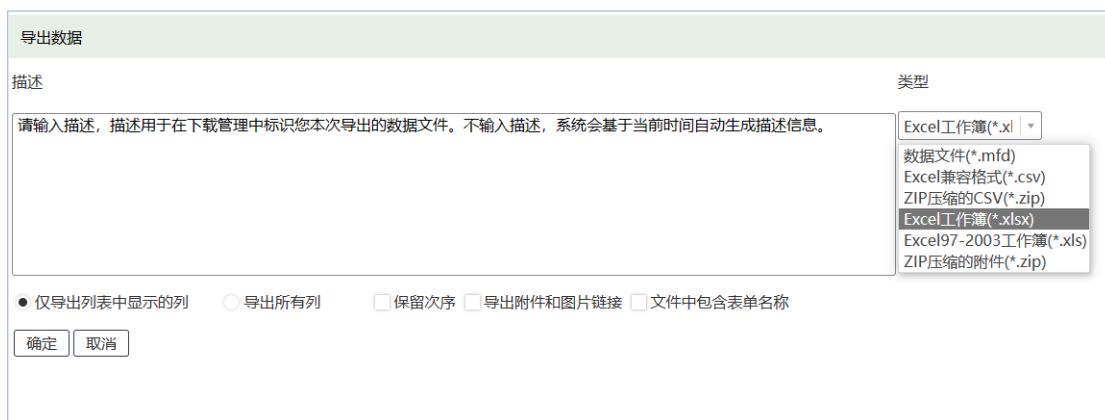 导出数据
描述
类型
请输入描述，描述用于在下载管理中标识您本次导出的数据文件。不输入描述，系统会基于当前时间自动生成描述信息。
Excel工作簿(*.xl
数据文件(*.mfd)
Excel兼容格式(*.csv)
ZIP压缩的CSV(*.zip)
Excel工作簿(*.xlsx)
Excel97-2003工作簿(*.xls)
ZIP压缩的附件(*.zip)
仅导出列表中显示的列 导出所有列 保留次序 导出附件和图片链接 文件中包含表单名称
确定 取消